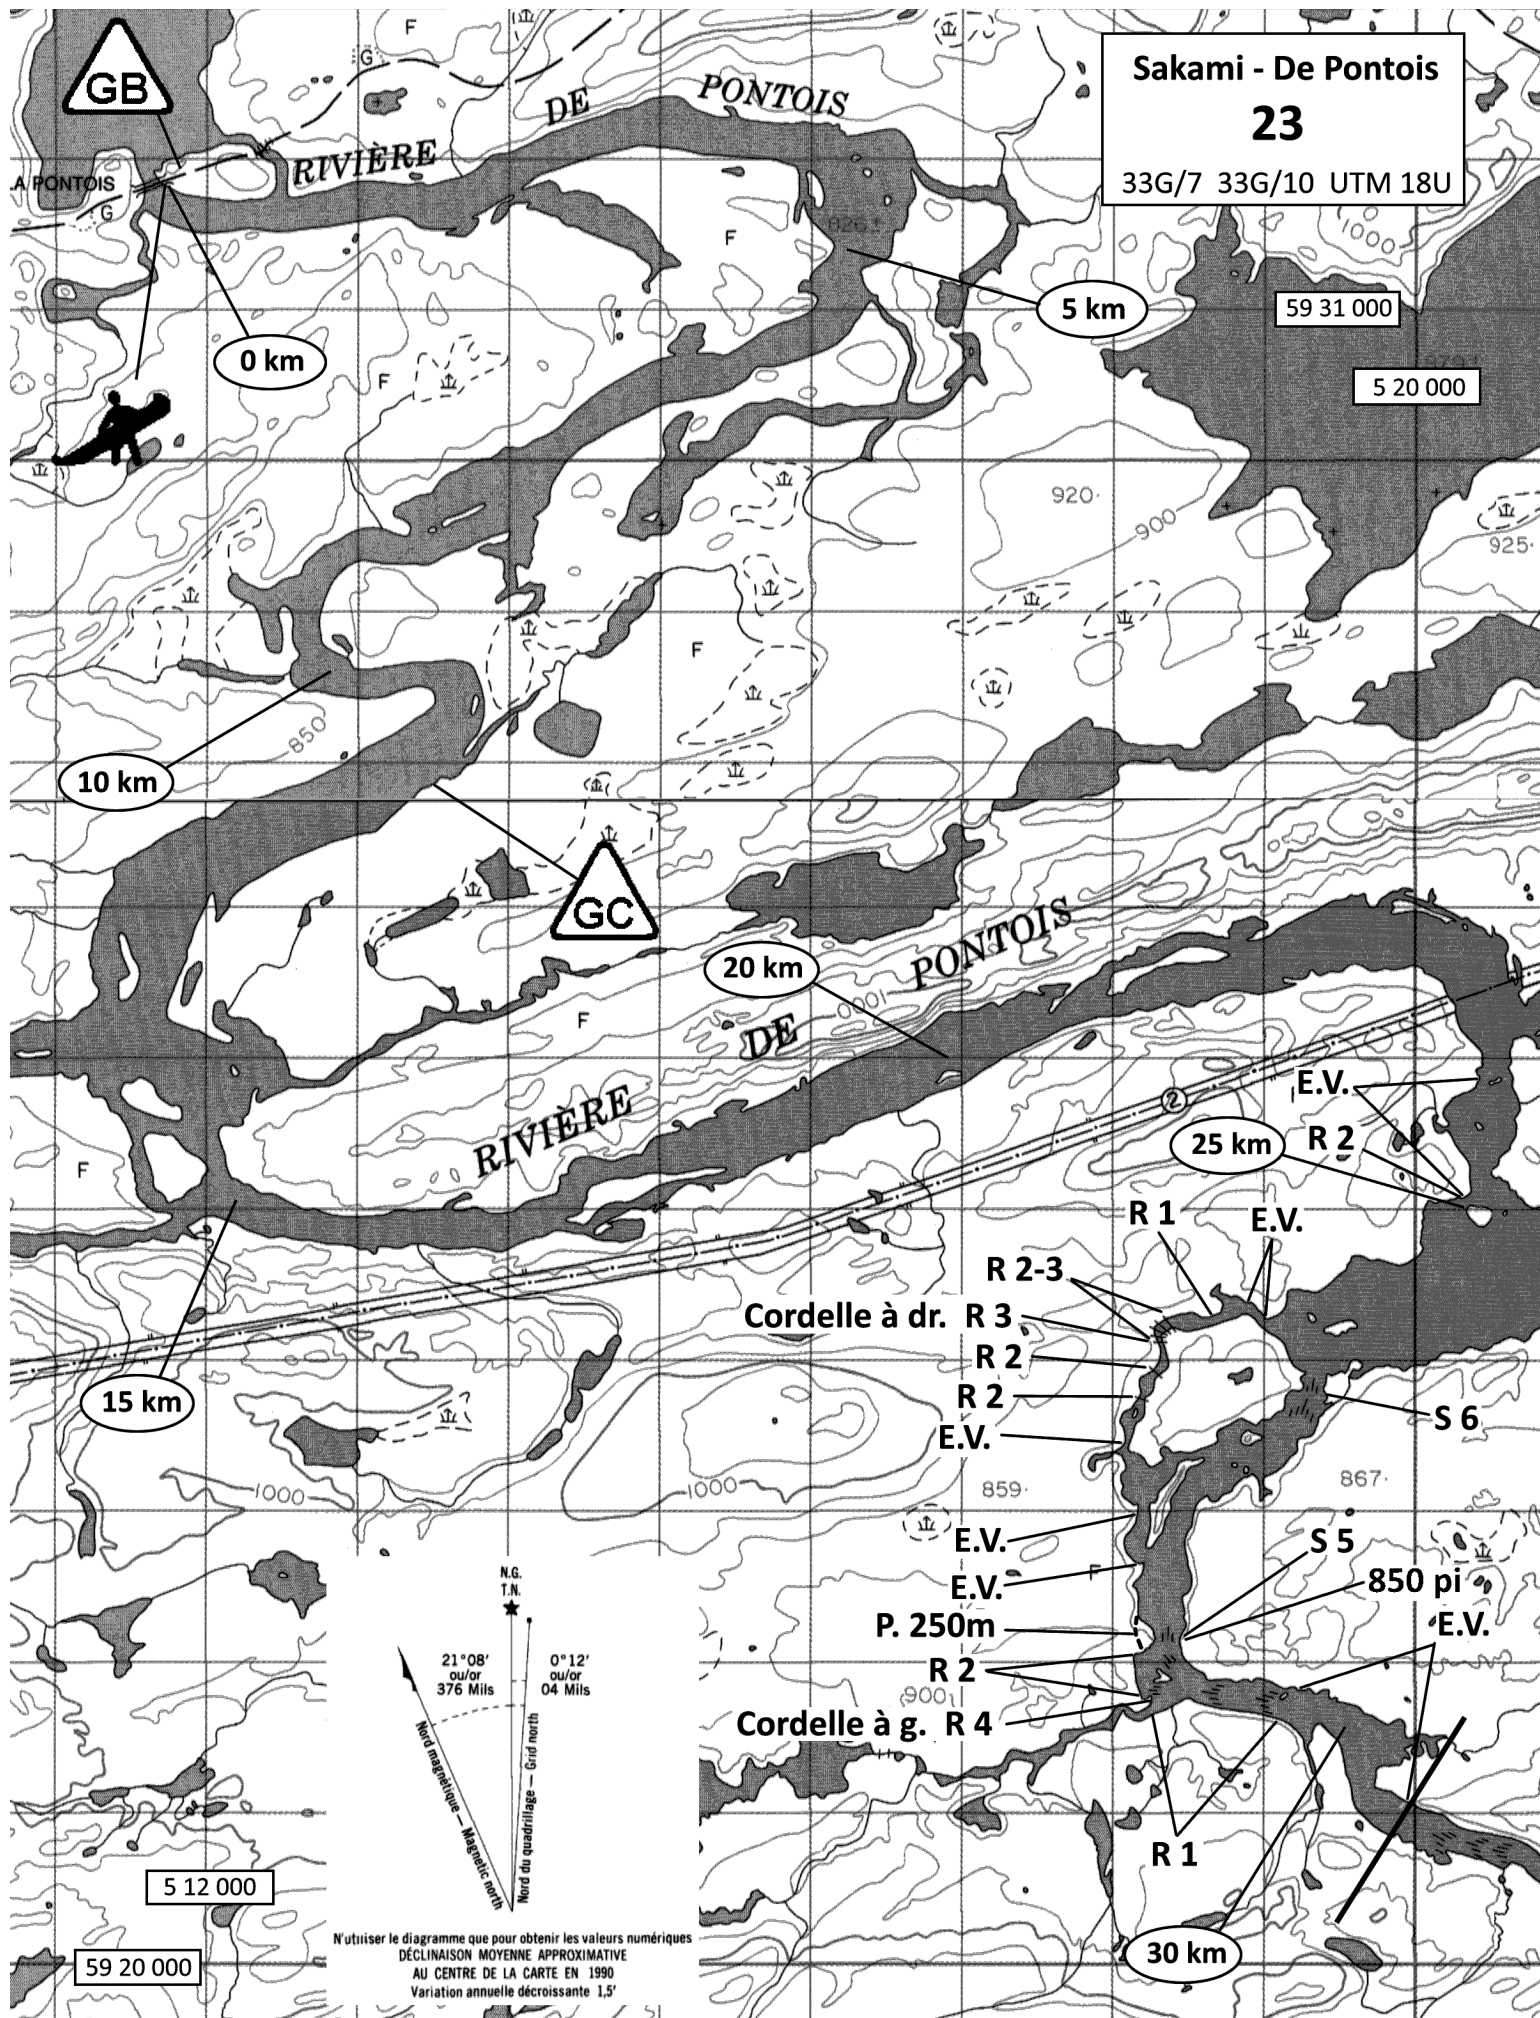 GB
F
G
Sakami - De Pontois
23
33G/7 33G/10 UTM 18U
RIVIÈRE DE PONTOIS
A PONTOIS
G
F
826±
1000
5 km
59 31 000
0 km
F
5 20 000
920
900
925
F
850
10 km
GC
20 km
RIVIÈRE DE PONTOIS
1000
F
2
E.V.
25 km
R 2
F
R 1
E.V.
R 2-3
Cordelle à dr. R 3
R 2
15 km
R 2
S 6
E.V.
1000
1000
859
867
E.V.
S 5
F
850 pi
E.V.
E.V.
P. 250m
R 2
900
Cordelle à g. R 4
R 1
30 km
N.G.
T.N.
21°08'
ou/or
376 Mils
0°12'
ou/or
04 Mils
Nord magnétique — Magnetic north
Nord du quadrillage — Grid north
5 12 000
59 20 000
N'utiliser le diagramme que pour obtenir les valeurs numériques
DÉCLINAISON MOYENNE APPROXIMATIVE
AU CENTRE DE LA CARTE EN 1990
Variation annuelle décroissante 1,5'